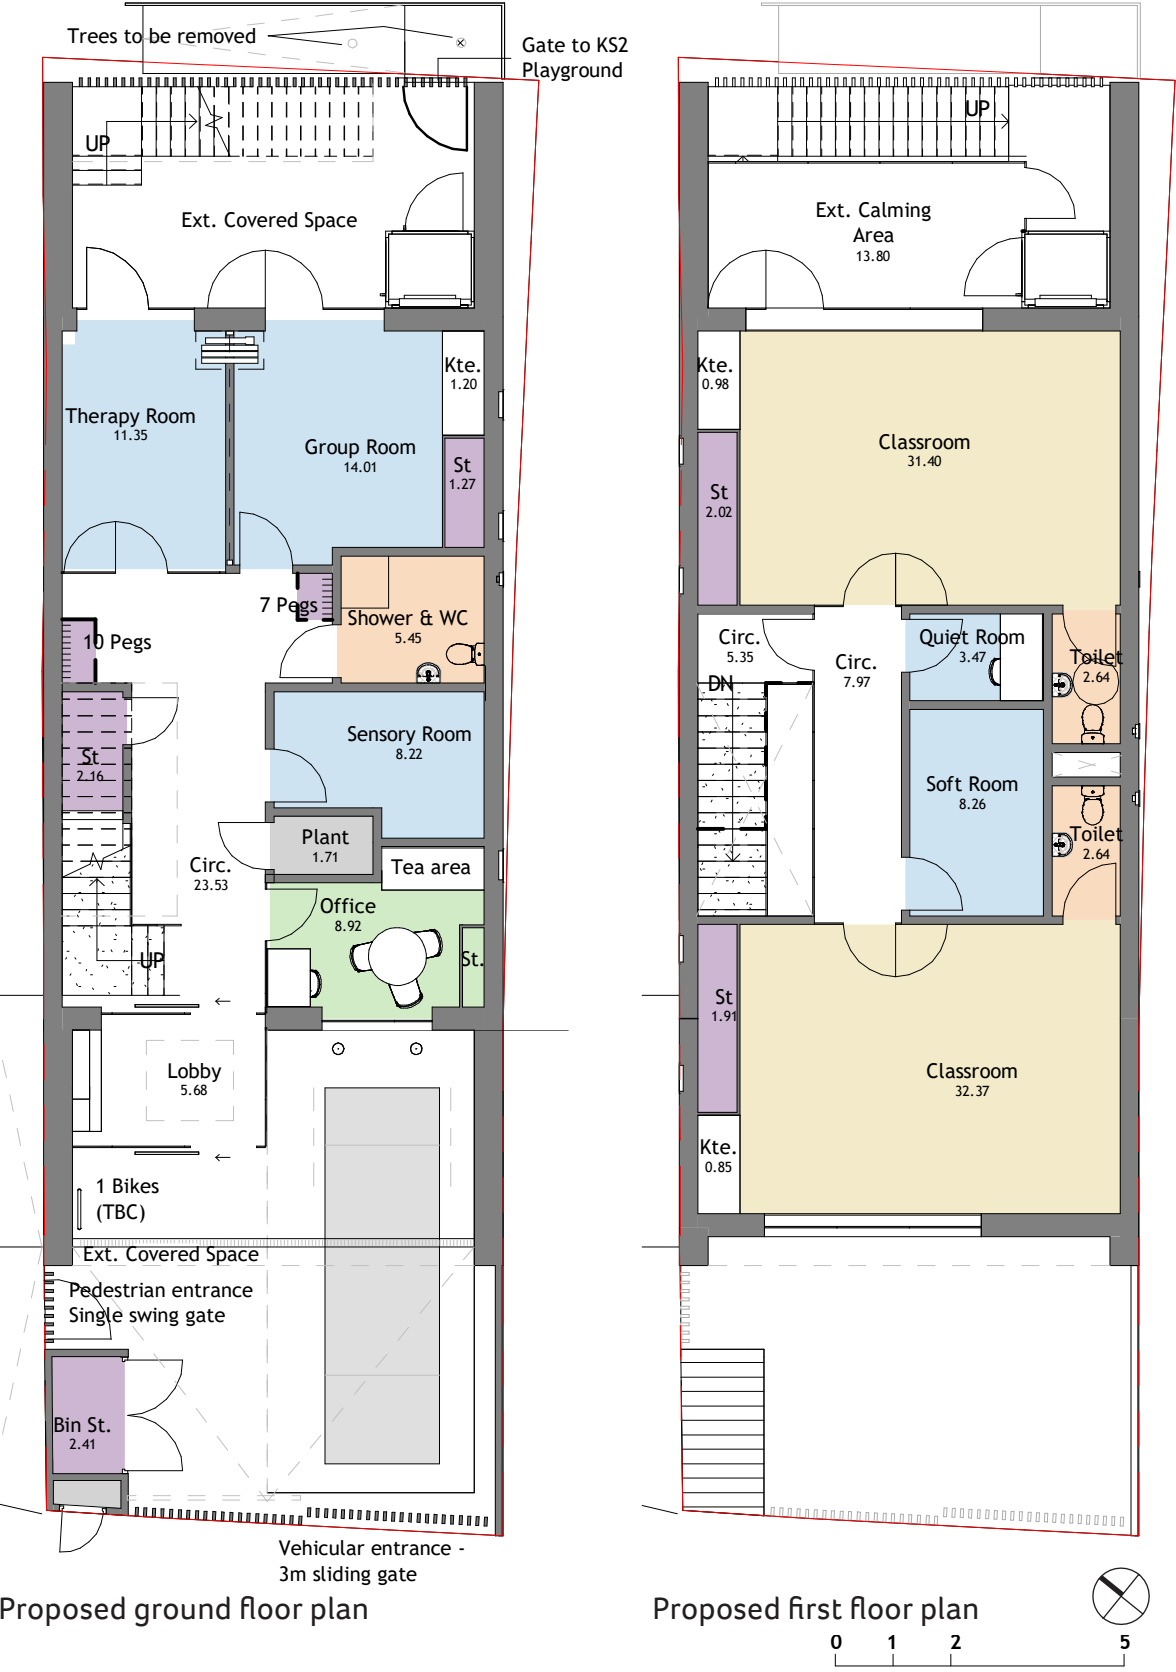 Trees to be removed
Gate to KS2
Playground
UP
Ext. Covered Space
Therapy Room
11.35
Group Room
14.01
Kte.
1.20
St
1.27
7 Pegs
10 Pegs
Shower & WC
5.45
St
2.16
Sensory Room
8.22
Plant
1.71
Tea area
Circ.
23.53
Office
8.92
St.
UP
Lobby
5.68
1 Bikes
(TBC)
Ext. Covered Space
Pedestrian entrance
Single swing gate
Bin St.
2.41
Vehicular entrance -
3m sliding gate
Proposed ground floor plan
UP
Ext. Calming
Area
13.80
Kte.
0.98
Classroom
31.40
St
2.02
Circ.
5.35
DN
Circ.
7.97
Quiet Room
3.47
Toilet
2.64
Soft Room
8.26
Toilet
2.64
St
1.91
Classroom
32.37
Kte.
0.85
Proposed first floor plan
0 1 2 5